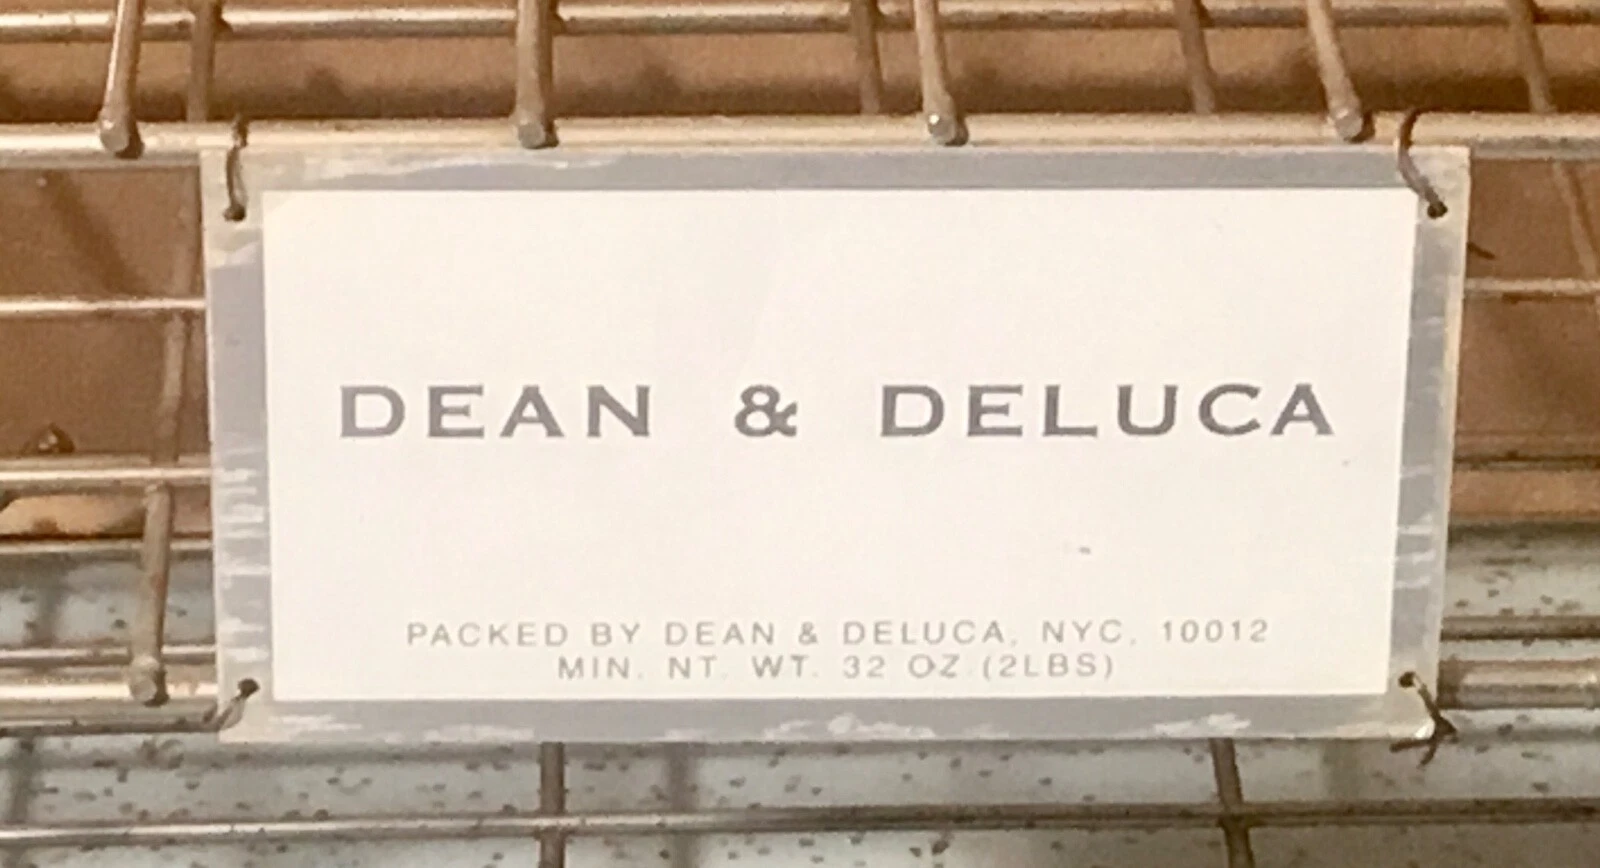 DEAN & DELUCA
PACKED BY DEAN & DELUCA, NYC, 10012
MIN. NT. WT. 32 OZ.(2LBS)